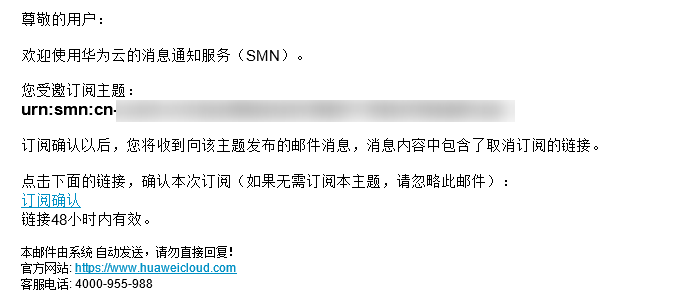 尊敬的用户：
欢迎使用华为云的消息通知服务（SMN）。
您受邀订阅主题：
urn:smn:cn-
订阅确认以后，您将收到向该主题发布的邮件消息，消息内容中包含了取消订阅的链接。
点击下面的链接，确认本次订阅（如果无需订阅本主题，请忽略此邮件）：
订阅确认
链接48小时内有效。
本邮件由系统 自动发送，请勿直接回复！
官方网站: https://www.huaweicloud.com
客服电话: 4000-955-988